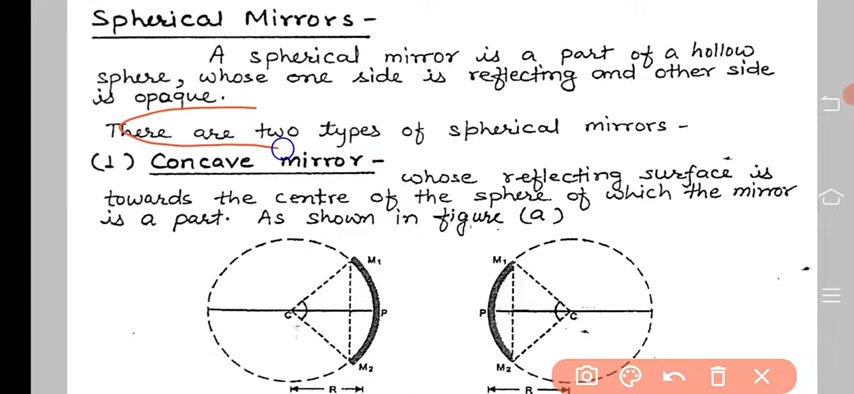 Spherical Mirrors -
A spherical mirror is a part of a hollow
sphere, whose one side is reflecting and other side
is opaque.
There are two types of spherical mirrors -
(1) Concave mirror - whose reflecting surface is
towards the centre of the sphere of which the mirror
is a part. As shown in figure (a)
M1 M1
C P P C
M2 M2
R R